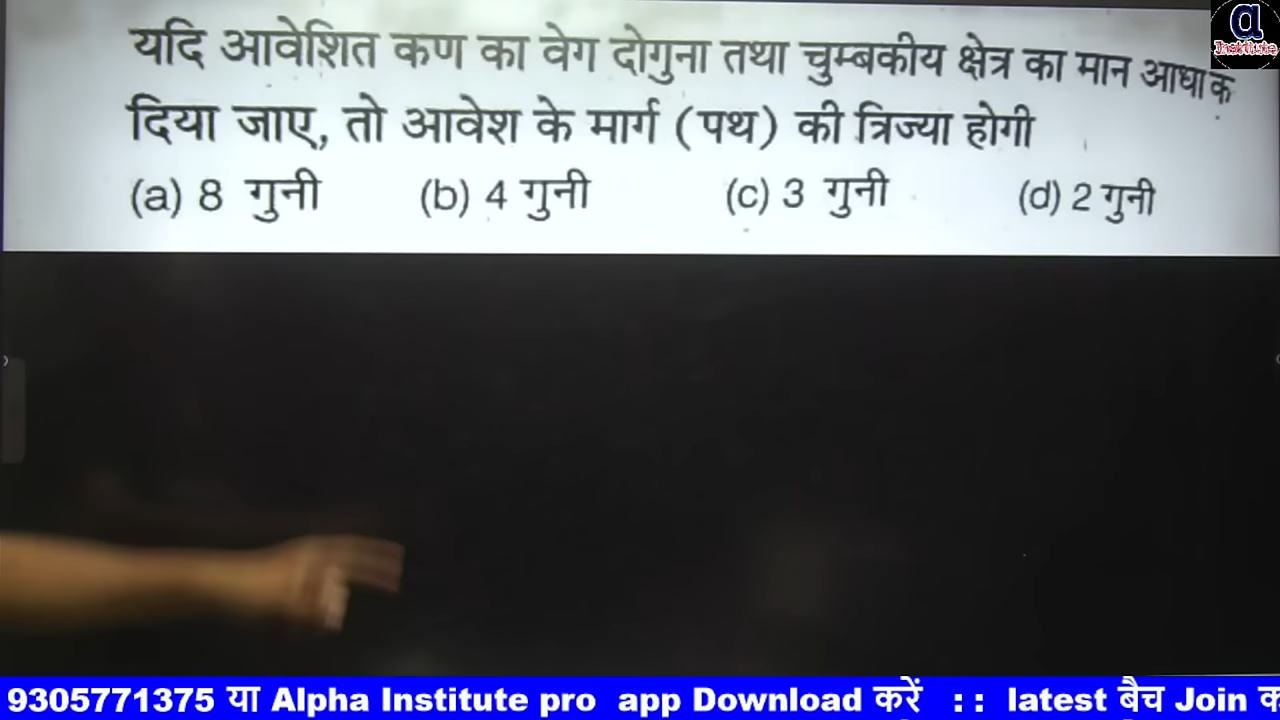 α
Institute
यदि आवेशित कण का वेग दोगुना तथा चुम्बकीय क्षेत्र का मान आधा क
दिया जाए, तो आवेश के मार्ग (पथ) की त्रिज्या होगी
(a) 8 गुनी (b) 4 गुनी (c) 3 गुनी (d) 2 गुनी
9305771375 या Alpha Institute pro app Download करें :: latest बैच Join क